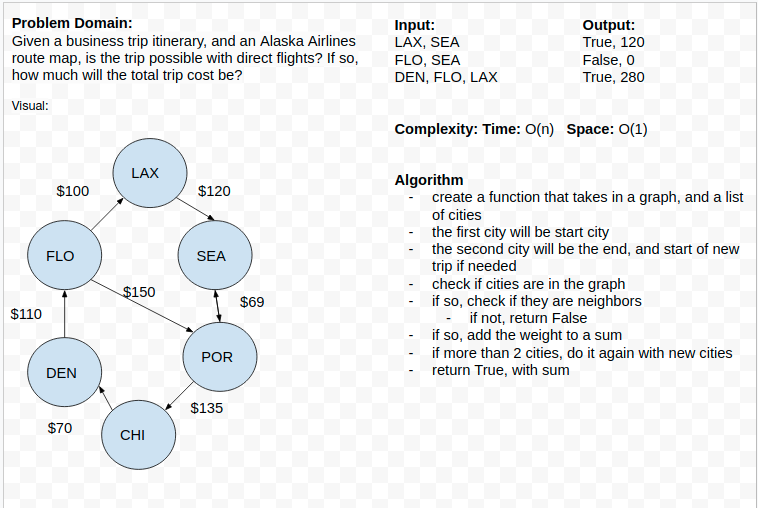 Problem Domain:
Given a business trip itinerary, and an Alaska Airlines
route map, is the trip possible with direct flights? If so,
how much will the total trip cost be?
Visual:
LAX
$100
$120
FLO
SEA
$150
$69
$110
POR
DEN
$135
$70
CHI
Input:
Output:
LAX, SEA
True, 120
FLO, SEA
False, 0
DEN, FLO, LAX
True, 280
Complexity: Time: O(n) Space: O(1)
Algorithm
- create a function that takes in a graph, and a list
of cities
- the first city will be start city
- the second city will be the end, and start of new
trip if needed
- check if cities are in the graph
- if so, check if they are neighbors
- if not, return False
- if so, add the weight to a sum
- if more than 2 cities, do it again with new cities
- return True, with sum